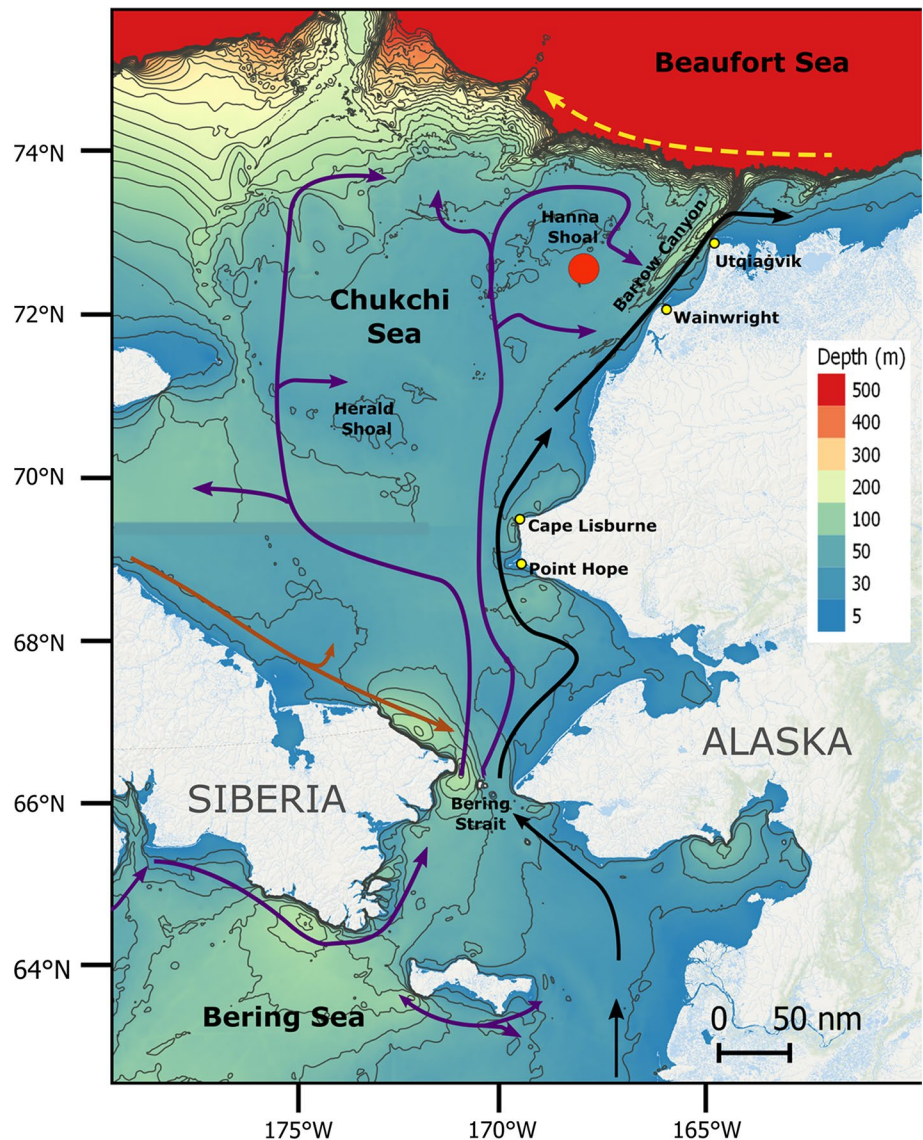 Beaufort Sea
74°N
Hanna
Shoal
Barrow Canyon
Utqiaġvik
72°N
Chukchi
Sea
Wainwright
Depth (m)
500
400
300
200
100
50
30
5
Herald
Shoal
70°N
Cape Lisburne
Point Hope
68°N
ALASKA
SIBERIA
66°N
Bering
Strait
64°N
Bering Sea
0 50 nm
175°W
170°W
165°W